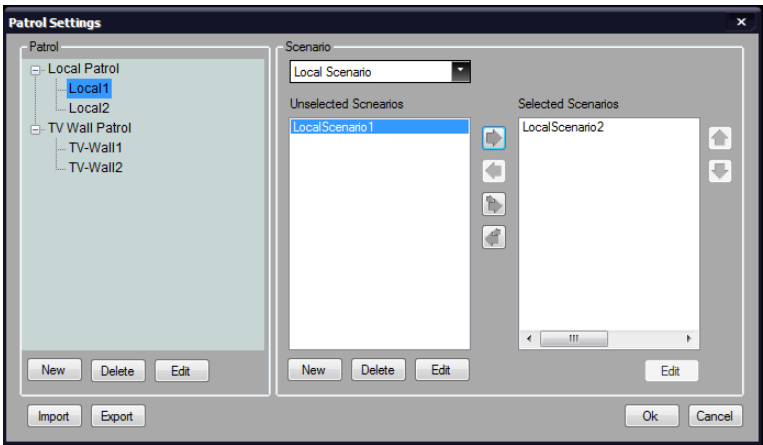 Patrol Settings
Patrol
Local Patrol
Local1
Local2
TV Wall Patrol
TV-Wall1
TV-Wall2
New Delete Edit
Import Export
Scenario
Local Scenario
Unselected Scnearios
LocalScenario1
Selected Scenarios
LocalScenario2
New Delete Edit
Edit
Ok Cancel